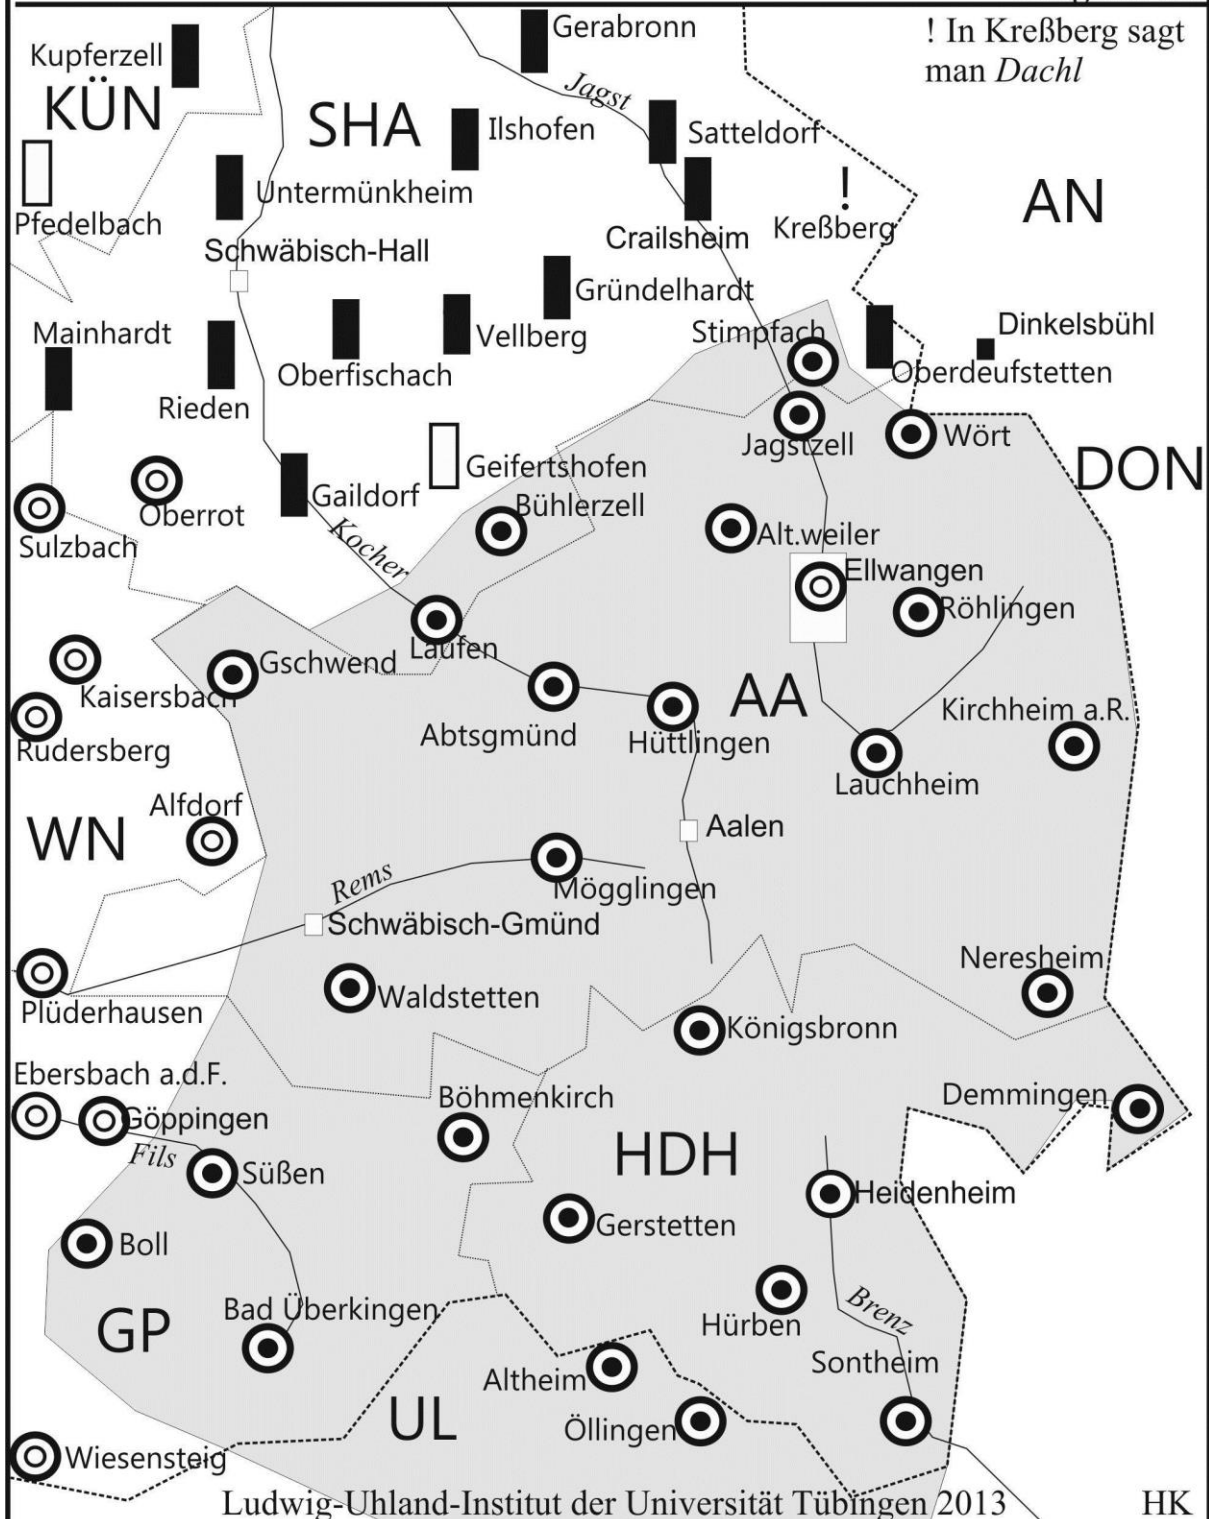 ! In Kreßberg sagt
man Dachl
Gerabronn
Kupferzell
KÜN
Jagst
SHA
Ilshofen
Satteldorf
Untermünkheim
AN
Pfedelbach
!
Kreßberg
Crailsheim
Schwäbisch-Hall
Gründelhardt
Mainhardt
Vellberg
Stimpfach
Dinkelsbühl
Oberfischach
Oberdeufstetten
Rieden
Jagstzell
Wört
Geifertshofen
DON
Gaildorf
Bühlerzell
Oberrot
Sulzbach
Kocher
Alt.weiler
Ellwangen
Röhlingen
Laufen
Gschwend
Kaisersbach
AA
Kirchheim a.R.
Rudersberg
Abtsgmünd
Hüttlingen
Lauchheim
Alfdorf
WN
Aalen
Rems
Mögglingen
Schwäbisch-Gmünd
Neresheim
Waldstetten
Plüderhausen
Königsbronn
Ebersbach a.d.F.
Böhmenkirch
Demmingen
Göppingen
Fils
HDH
Süßen
Heidenheim
Boll
Gerstetten
GP
Bad Überkingen
Hürben
Brenz
Sontheim
Altheim
UL
Öllingen
Wiesensteig
Ludwig-Uhland-Institut der Universität Tübingen 2013
HK